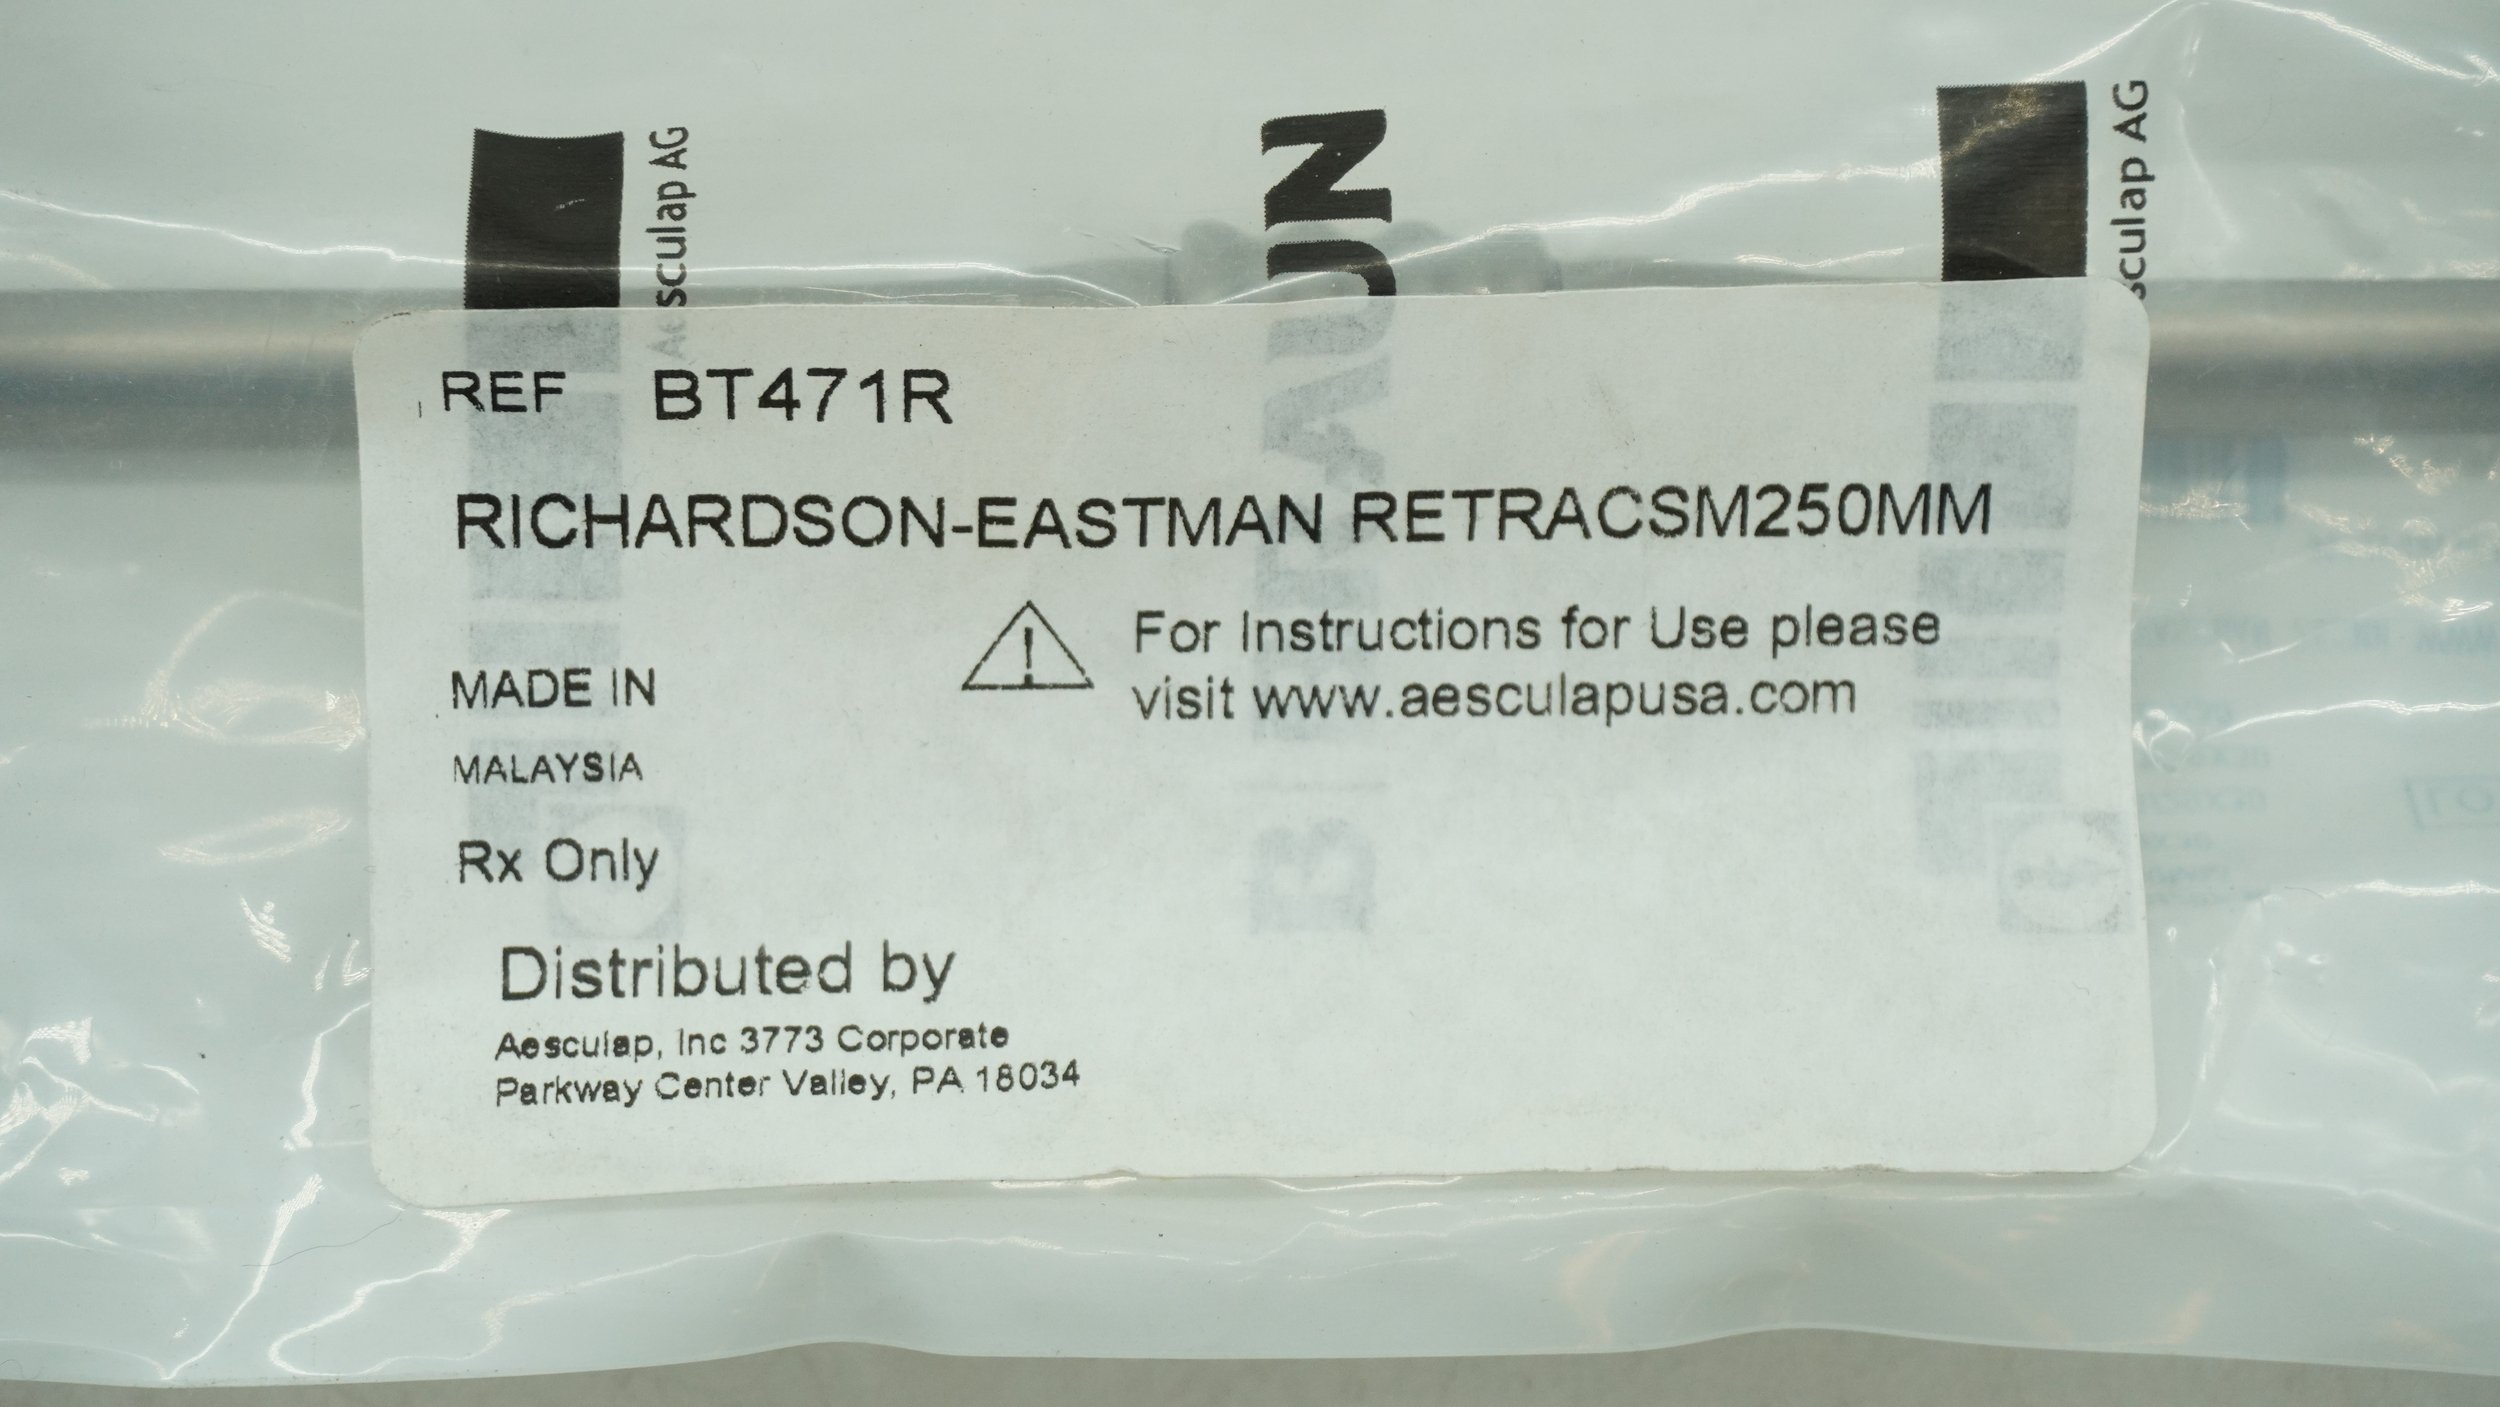 Aesculap AG
sculap AG
REF BT471R
RICHARDSON-EASTMAN RETRACSM250MM
For Instructions for Use please
visit www.aesculapusa.com
MADE IN
MALAYSIA
Rx Only
Distributed by
Aesculap, Inc 3773 Corporate
Parkway Center Valley, PA 18034